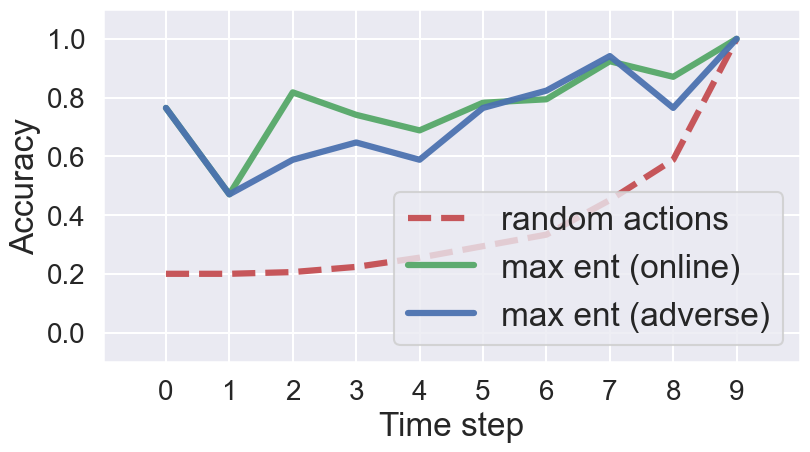 Accuracy
1.0
0.8
0.6
0.4
0.2
0.0
random actions
max ent (online)
max ent (adverse)
0 1 2 3 4 5 6 7 8 9
Time step